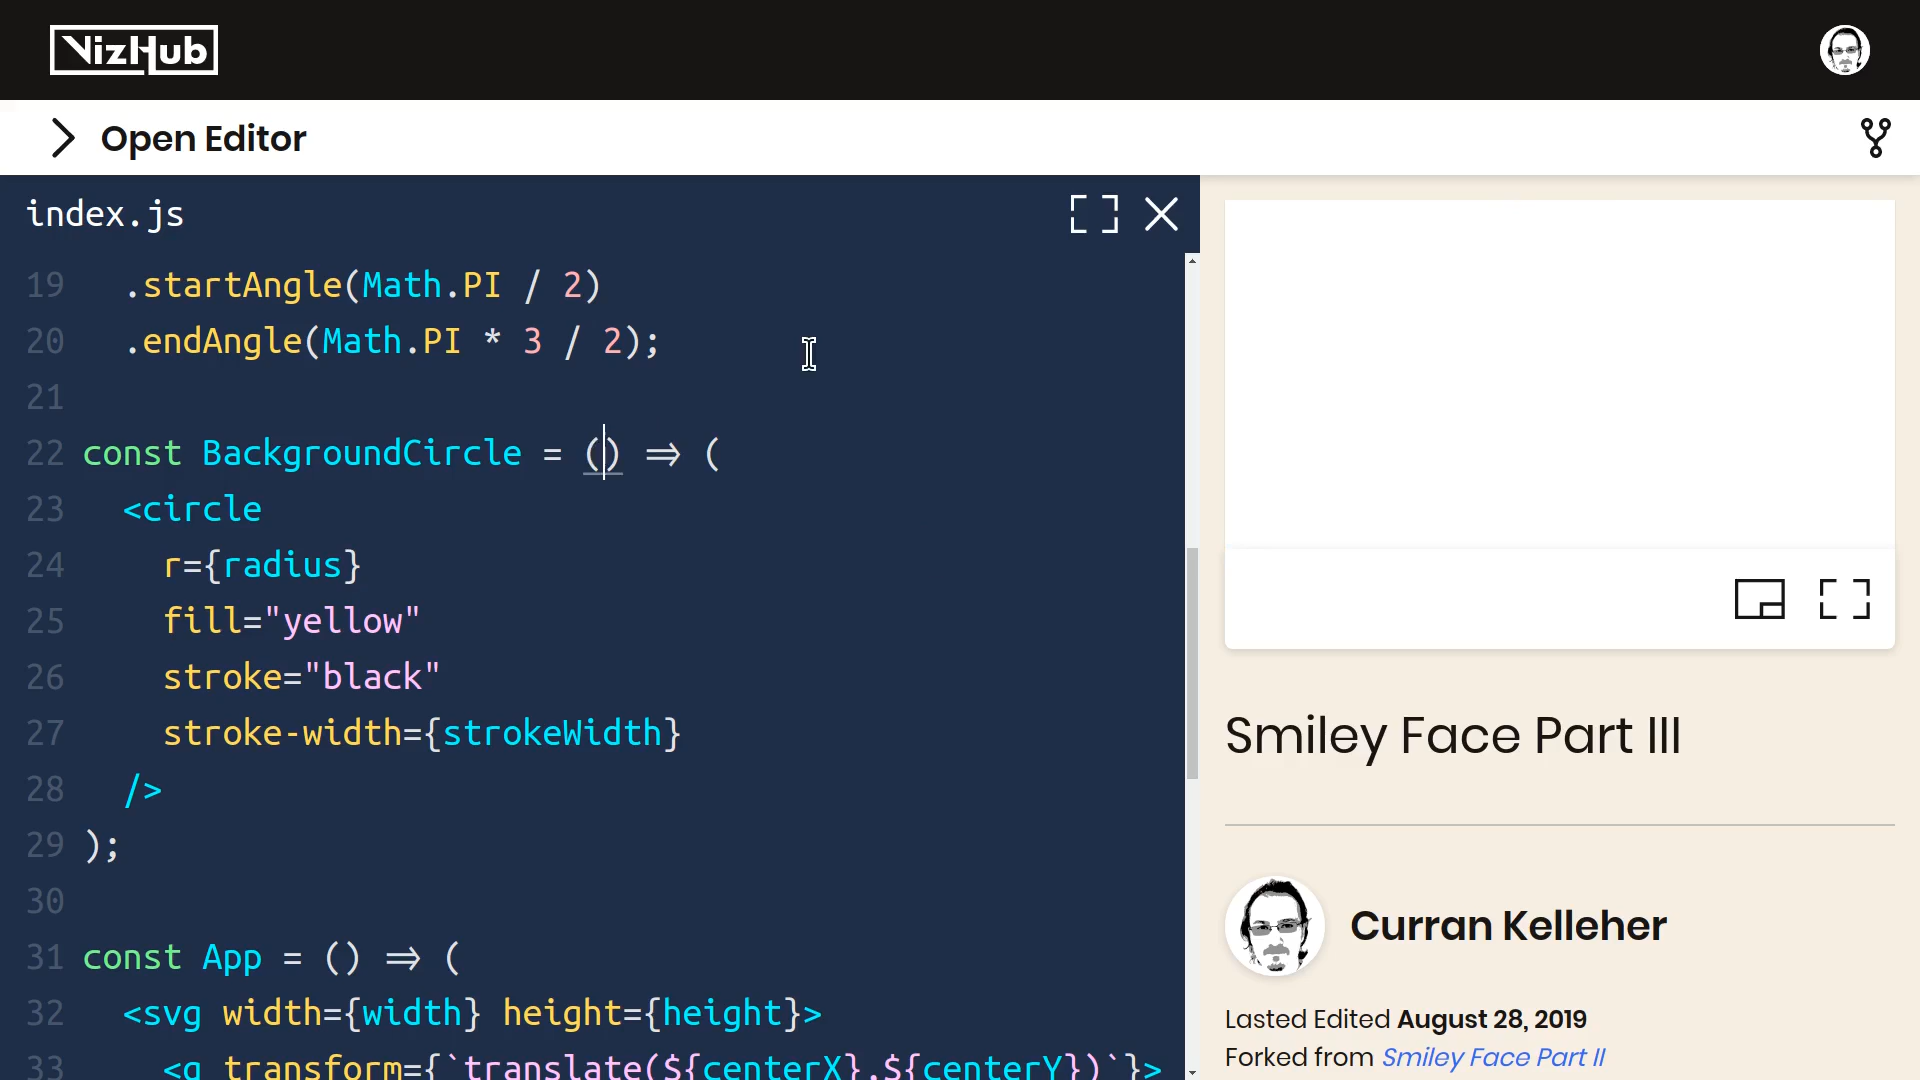 VizHub
Open Editor
index.js
19 .startAngle(Math.PI / 2)
20 .endAngle(Math.PI * 3 / 2);
21
22 const BackgroundCircle = () => (
23 <circle
24 r={radius}
25 fill="yellow"
26 stroke="black"
27 stroke-width={strokeWidth}
28 />
29 );
30
31 const App = () => (
32 <svg width={width} height={height}>
33 <g transform={`translate(${centerX},${centerY})`}>
Smiley Face Part III
Curran Kelleher
Lasted Edited August 28, 2019
Forked from Smiley Face Part II